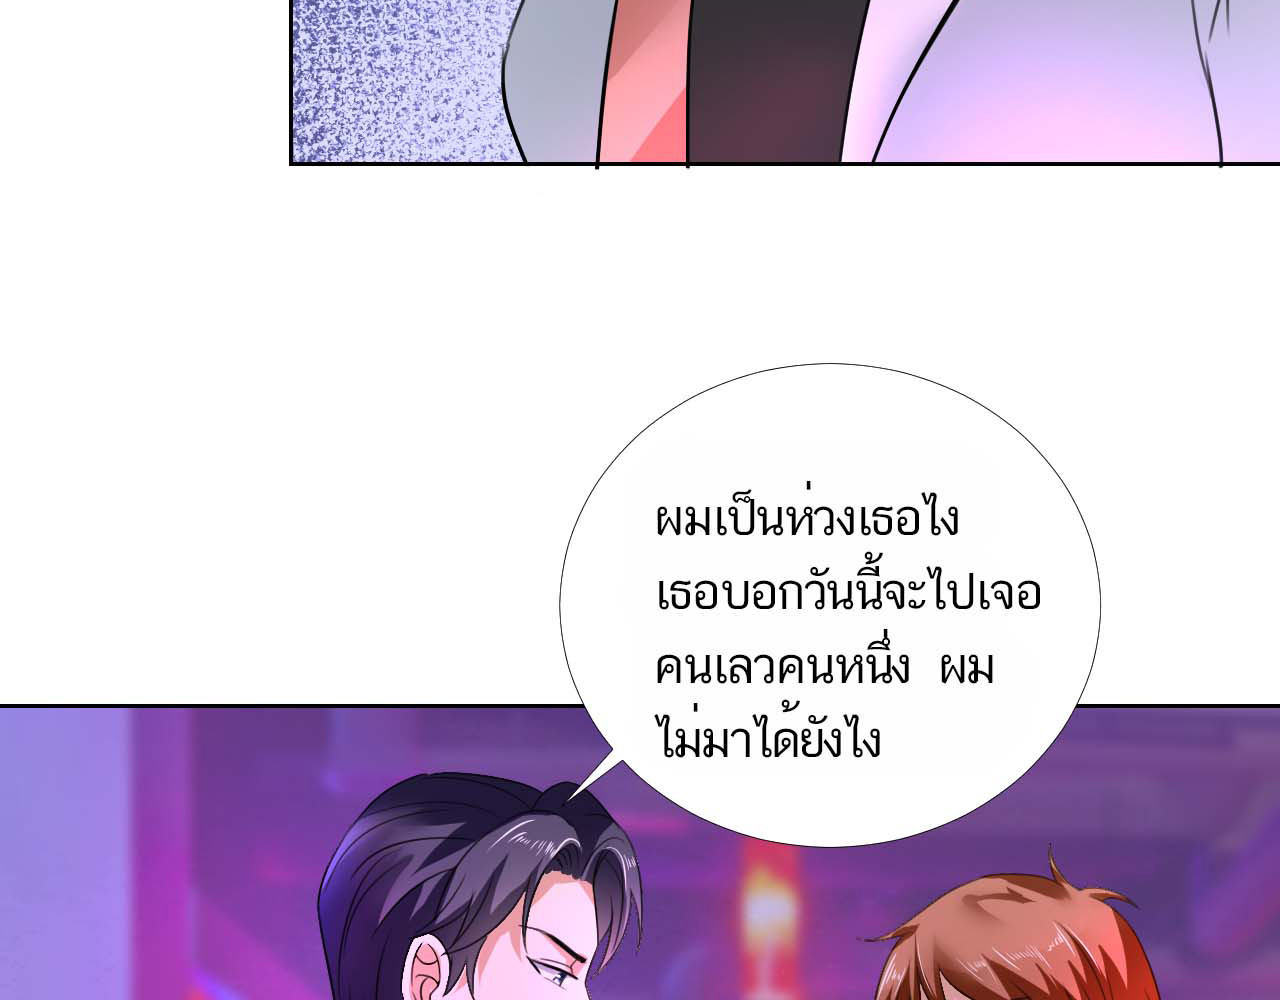 ผมเป็นห่วงเธอไง
เธอบอกวันนี้จะไปเจอ
คนเลวคนหนึ่ง ผม
ไม่มาได้ยังไง